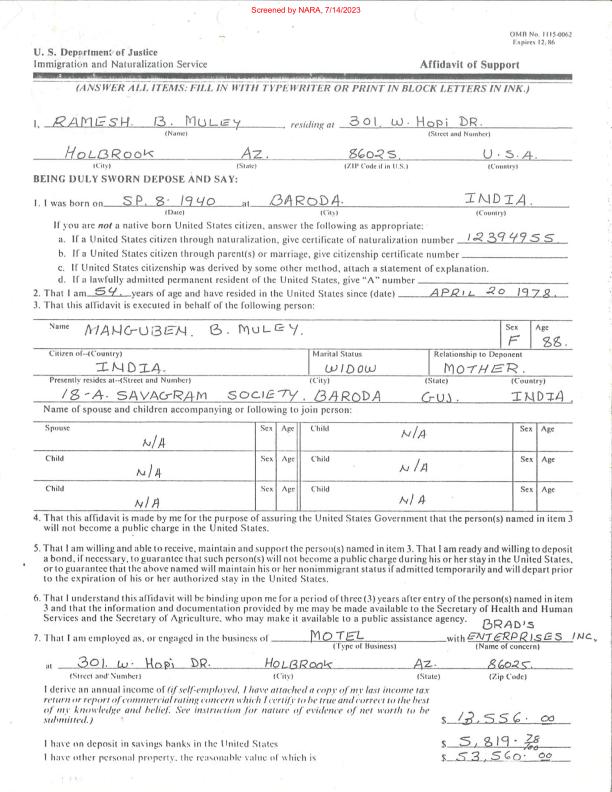 Screened by NARA, 7/14/2023
OMB No. 1115-0062
Expires 12, 86
U. S. Department of Justice
Immigration and Naturalization Service
Affidavit of Support
(ANSWER ALL ITEMS: FILL IN WITH TYPEWRITER OR PRINT IN BLOCK LETTERS IN INK.)
I, RAMESH. B. MULEY, residing at 301. W. Hopi DR.
(Name) (Street and Number)
HOLBROOK AZ. 86025. U.S.A.
(City) (State) (ZIP Code if in U.S.) (Country)
BEING DULY SWORN DEPOSE AND SAY:
1. I was born on SP. 8. 1940 at BARODA. INDIA.
(Date) (City) (Country)
If you are not a native born United States citizen, answer the following as appropriate:
a. If a United States citizen through naturalization, give certificate of naturalization number 12394955
b. If a United States citizen through parent(s) or marriage, give citizenship certificate number
c. If United States citizenship was derived by some other method, attach a statement of explanation.
d. If a lawfully admitted permanent resident of the United States, give "A" number
2. That I am 54. years of age and have resided in the United States since (date) APRIL 20 1978.
3. That this affidavit is executed in behalf of the following person:
Name MANGUBEN. B. MULEY. Sex F Age 88.
Citizen of--(Country) Marital Status Relationship to Deponent
INDIA. WIDOW MOTHER.
Presently resides at--(Street and Number) (City) (State) (Country)
18-A. SAVAGRAM SOCIETY. BARODA GUJ. INDIA.
Name of spouse and children accompanying or following to join person:
Spouse Sex Age Child Sex Age
N/A N/A
Child Sex Age Child Sex Age
N/A N/A
Child Sex Age Child Sex Age
N/A N/A
4. That this affidavit is made by me for the purpose of assuring the United States Government that the person(s) named in item 3
will not become a public charge in the United States.
5. That I am willing and able to receive, maintain and support the person(s) named in item 3. That I am ready and willing to deposit
a bond, if necessary, to guarantee that such person(s) will not become a public charge during his or her stay in the United States,
or to guarantee that the above named will maintain his or her nonimmigrant status if admitted temporarily and will depart prior
to the expiration of his or her authorized stay in the United States.
6. That I understand this affidavit will be binding upon me for a period of three (3) years after entry of the person(s) named in item
3 and that the information and documentation provided by me may be made available to the Secretary of Health and Human
Services and the Secretary of Agriculture, who may make it available to a public assistance agency.
BRAD'S
7. That I am employed as, or engaged in the business of MOTEL with ENTERPRISES INC,
(Type of Business) (Name of concern)
at 301. W. Hopi DR. HOLBROOK AZ. 86025.
(Street and Number) (City) (State) (Zip Code)
I derive an annual income of (if self-employed, I have attached a copy of my last income tax
return or report of commercial rating concern which I certify to be true and correct to the best
of my knowledge and belief. See instruction for nature of evidence of net worth to be
submitted.) $ 13,556.00
I have on deposit in savings banks in the United States $ 5,819.78/100
I have other personal property, the reasonable value of which is $ 53,560.00